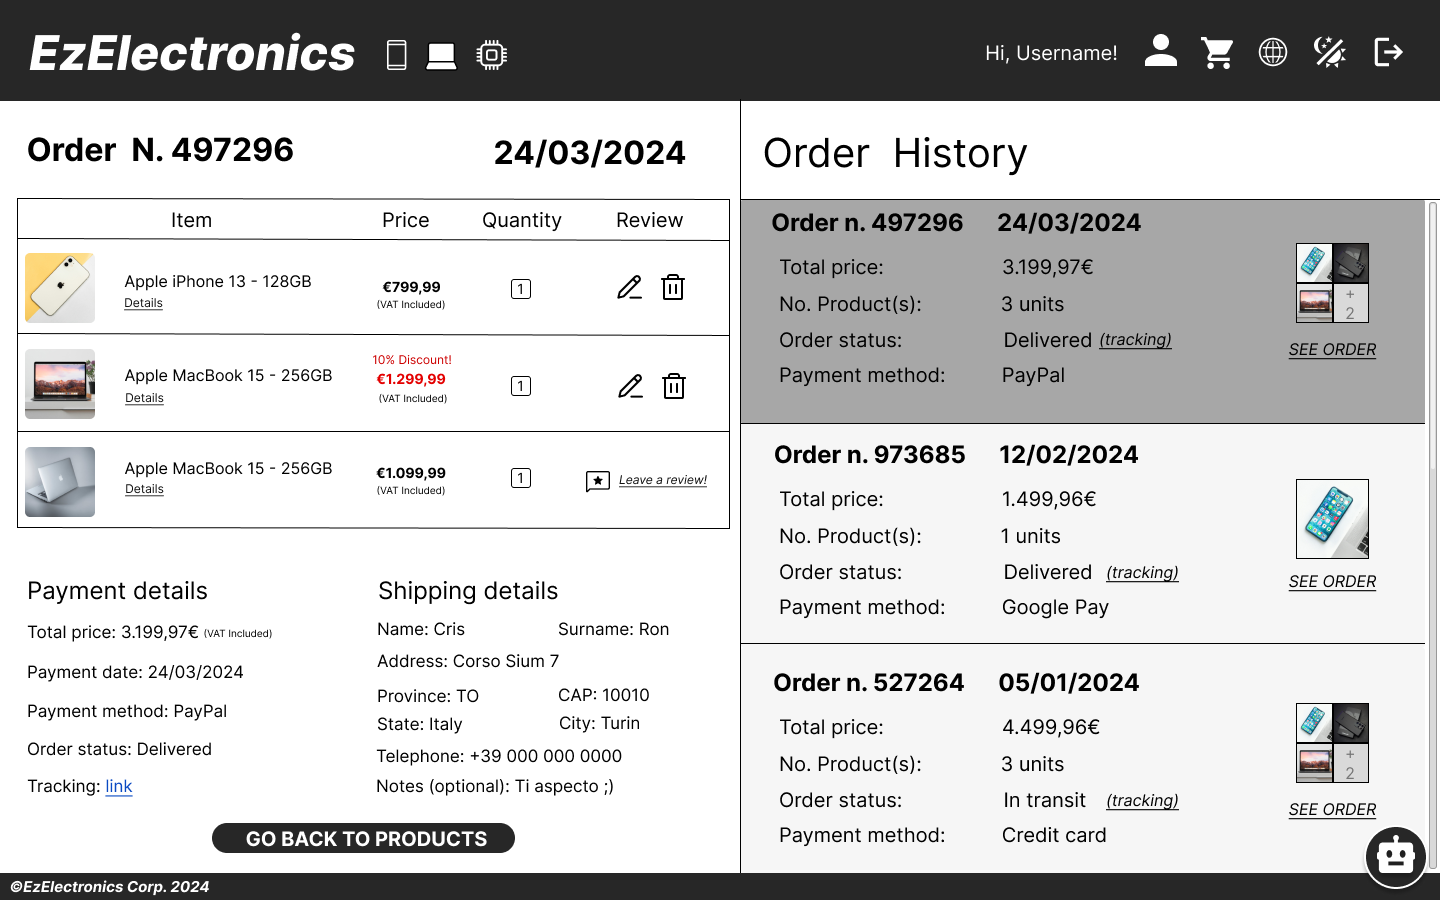 EzElectronics
Hi, Username!
Order N. 497296
24/03/2024
Item Price Quantity Review
Apple iPhone 13 - 128GB
Details
€799,99
(VAT Included)
1
Apple MacBook 15 - 256GB
Details
10% Discount!
€1.299,99
(VAT Included)
1
Apple MacBook 15 - 256GB
Details
€1.099,99
(VAT Included)
1
Leave a review!
Payment details
Total price: 3.199,97€ (VAT Included)
Payment date: 24/03/2024
Payment method: PayPal
Order status: Delivered
Tracking: link
Shipping details
Name: Cris Surname: Ron
Address: Corso Sium 7
Province: TO CAP: 10010
State: Italy City: Turin
Telephone: +39 000 000 0000
Notes (optional): Ti aspecto ;)
GO BACK TO PRODUCTS
Order History
Order n. 497296 24/03/2024
Total price: 3.199,97€
No. Product(s): 3 units
Order status: Delivered (tracking)
Payment method: PayPal
+
2
SEE ORDER
Order n. 973685 12/02/2024
Total price: 1.499,96€
No. Product(s): 1 units
Order status: Delivered (tracking)
Payment method: Google Pay
SEE ORDER
Order n. 527264 05/01/2024
Total price: 4.499,96€
No. Product(s): 3 units
Order status: In transit (tracking)
Payment method: Credit card
+
2
SEE ORDER
©EzElectronics Corp. 2024